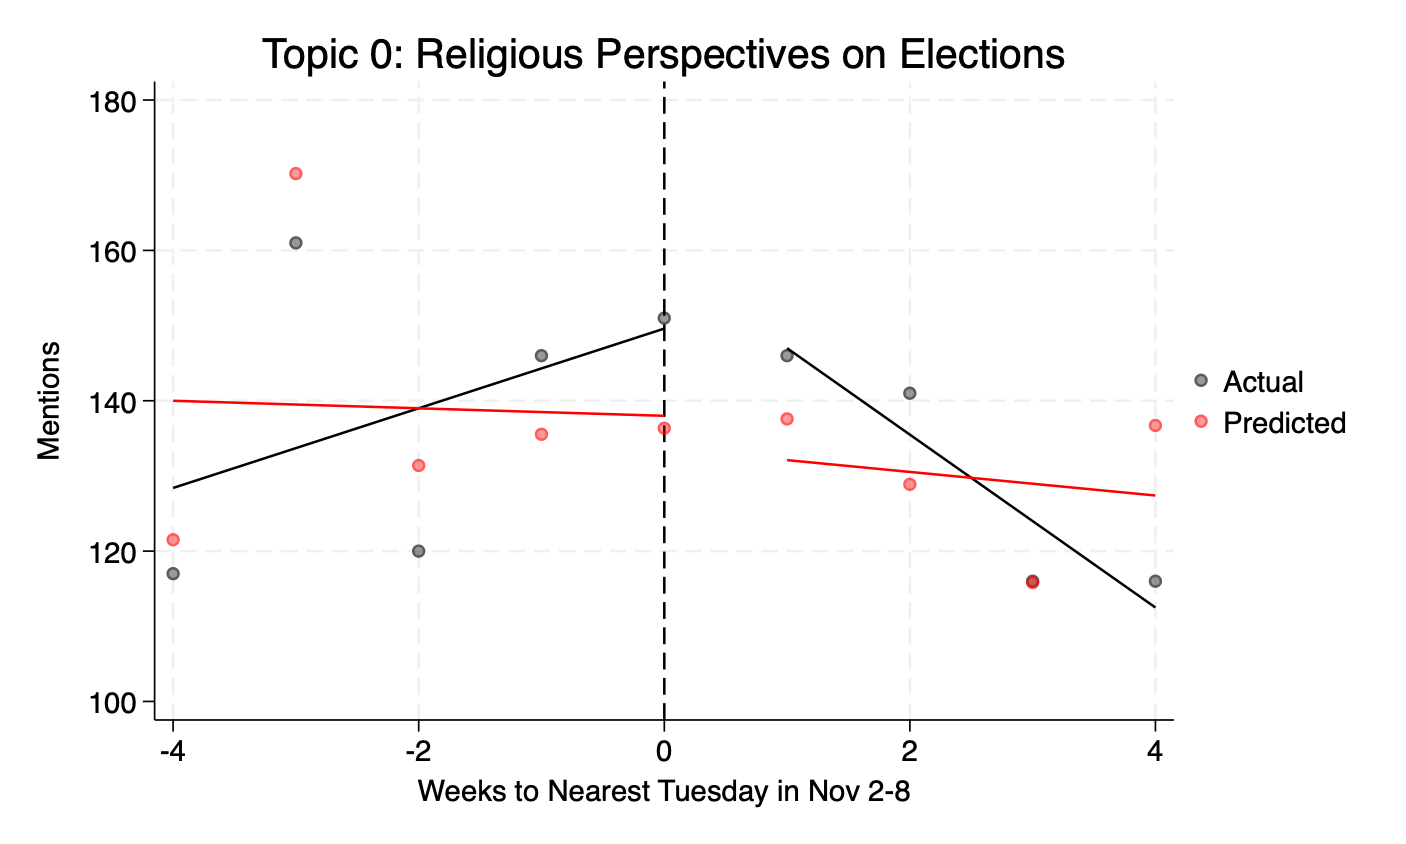 Topic 0: Religious Perspectives on Elections
180
160
140
120
100
Mentions
-4
-2
0
2
4
Weeks to Nearest Tuesday in Nov 2-8
Actual
Predicted